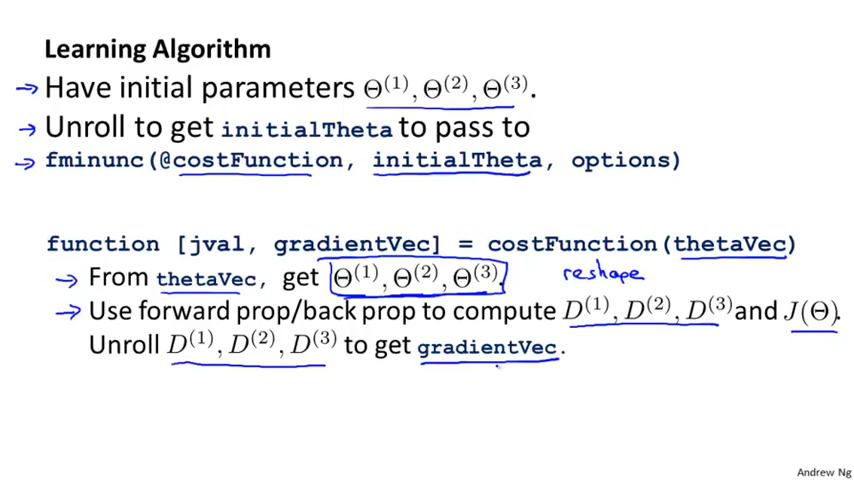 Learning Algorithm
→ Have initial parameters Θ⁽¹⁾, Θ⁽²⁾, Θ⁽³⁾.
→ Unroll to get initialTheta to pass to
→ fminunc(@costFunction, initialTheta, options)
function [jval, gradientVec] = costFunction(thetaVec)
→ From thetaVec, get Θ⁽¹⁾, Θ⁽²⁾, Θ⁽³⁾. reshape
→ Use forward prop/back prop to compute D⁽¹⁾, D⁽²⁾, D⁽³⁾ and J(Θ).
Unroll D⁽¹⁾, D⁽²⁾, D⁽³⁾ to get gradientVec.
Andrew Ng